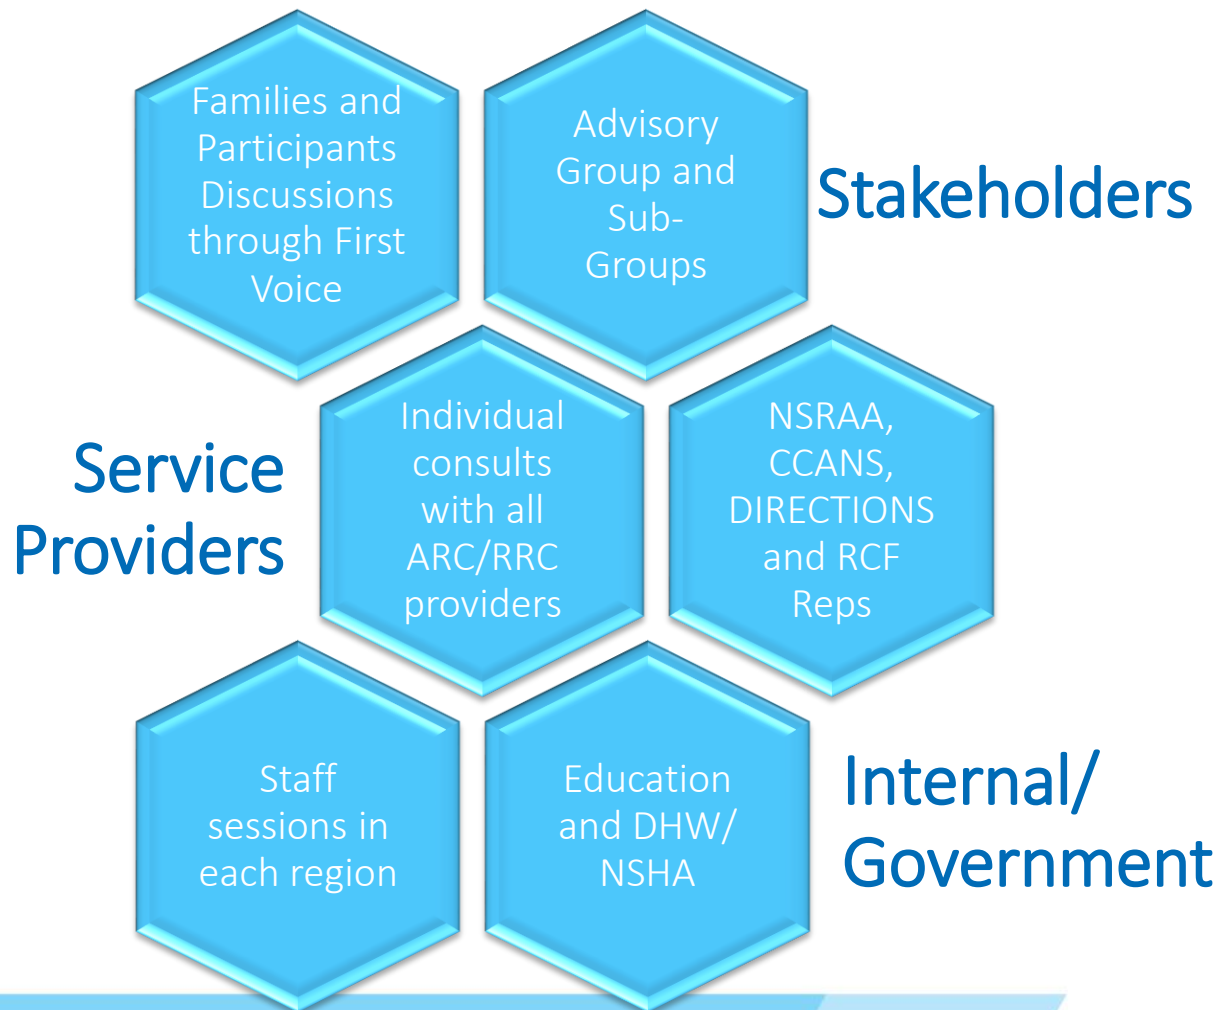 Families and
Participants
Discussions
through First
Voice
Advisory
Group and
Sub-
Groups
Stakeholders
Service
Providers
Individual
consults
with all
ARC/RRC
providers
NSRAA,
CCANS,
DIRECTIONS
and RCF
Reps
Staff
sessions in
each region
Education
and DHW/
NSHA
Internal/
Government